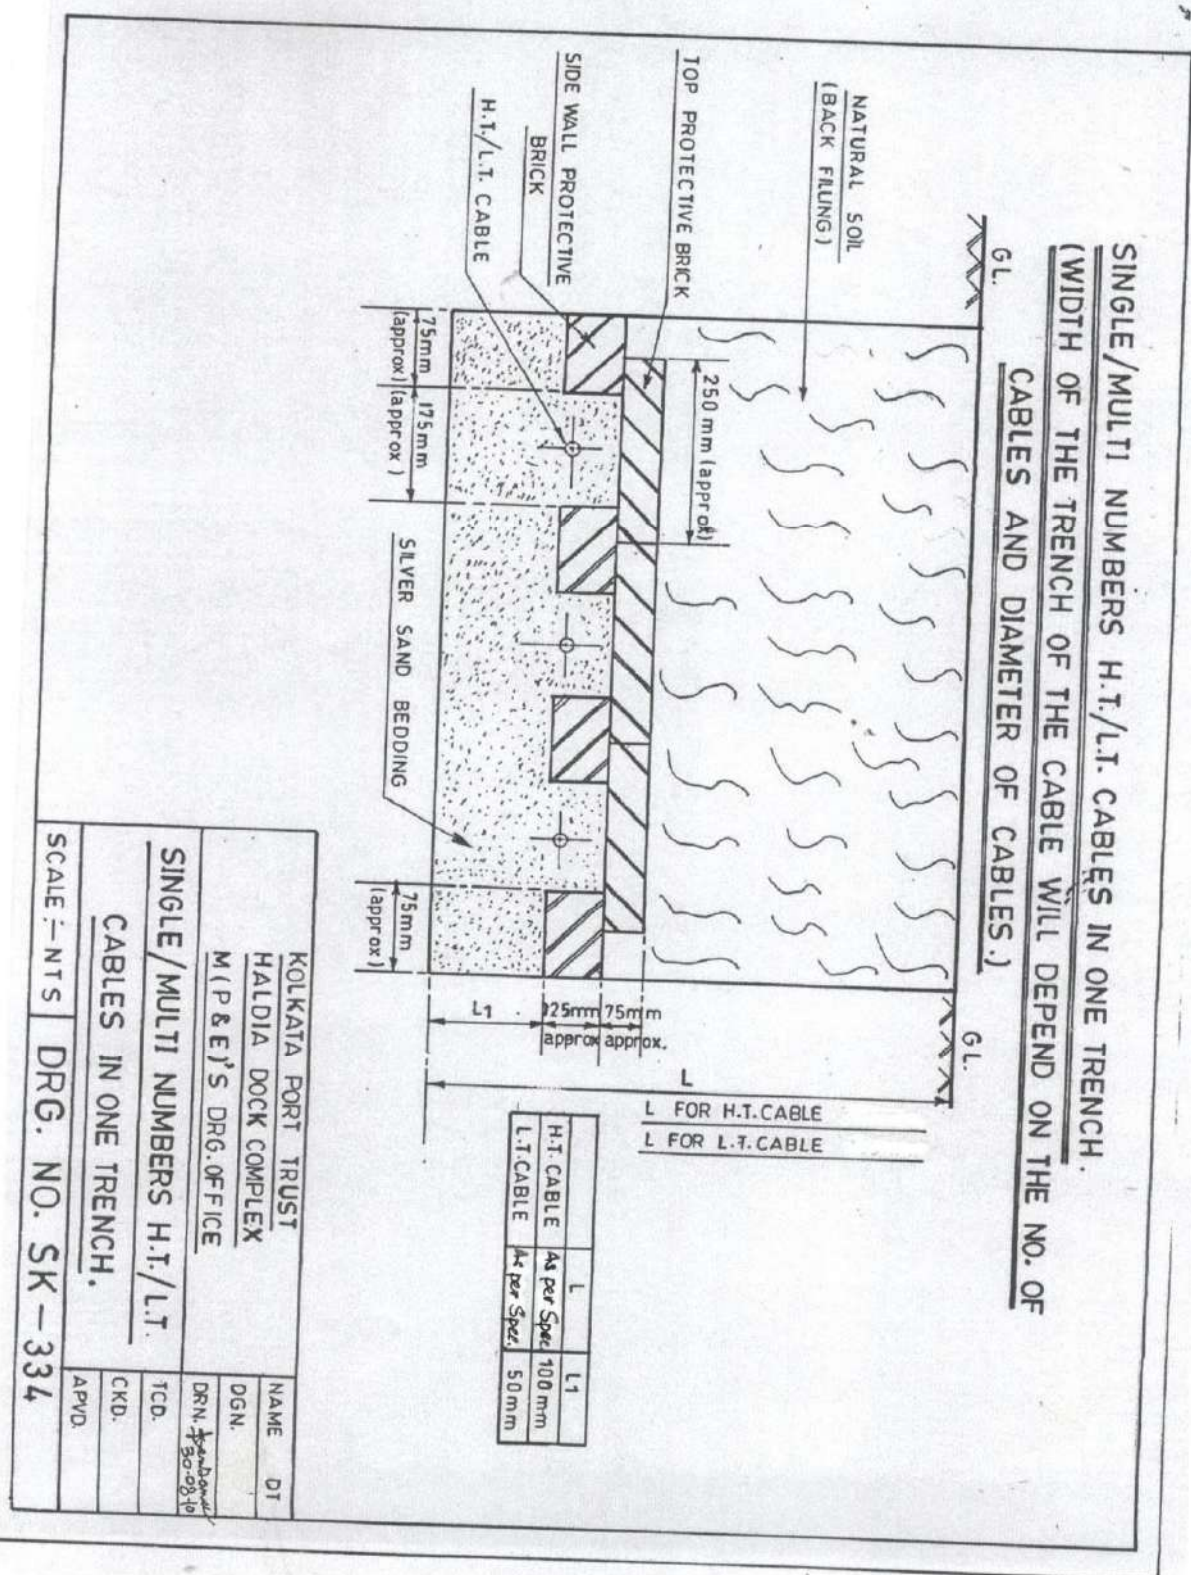 SINGLE/MULTI NUMBERS H.T./L.T. CABLES IN ONE TRENCH.
(WIDTH OF THE TRENCH OF THE CABLE WILL DEPEND ON THE NO. OF
CABLES AND DIAMETER OF CABLES.)
GL.
GL.
NATURAL SOIL
(BACK FILLING)
TOP PROTECTIVE BRICK
SIDE WALL PROTECTIVE
BRICK
H.T./L.T. CABLE
250 mm (approx)
75mm
(approx)
175mm
(approx)
SILVER SAND BEDDING
75mm
(approx)
L1
125mm
approx
75mm
approx.
L
L FOR H.T. CABLE
L FOR L.T. CABLE
L L1
H.T. CABLE As per Spec. 100 mm
L.T. CABLE As per Spec. 50 mm
KOLKATA PORT TRUST
HALDIA DOCK COMPLEX
M(P & E)'S DRG. OFFICE
SINGLE/MULTI NUMBERS H.T./L.T.
CABLES IN ONE TRENCH.
SCALE:- NTS DRG. NO. SK-334
NAME DT
DGN.
DRN. 30-08-10
TCD.
CKD.
APVD.